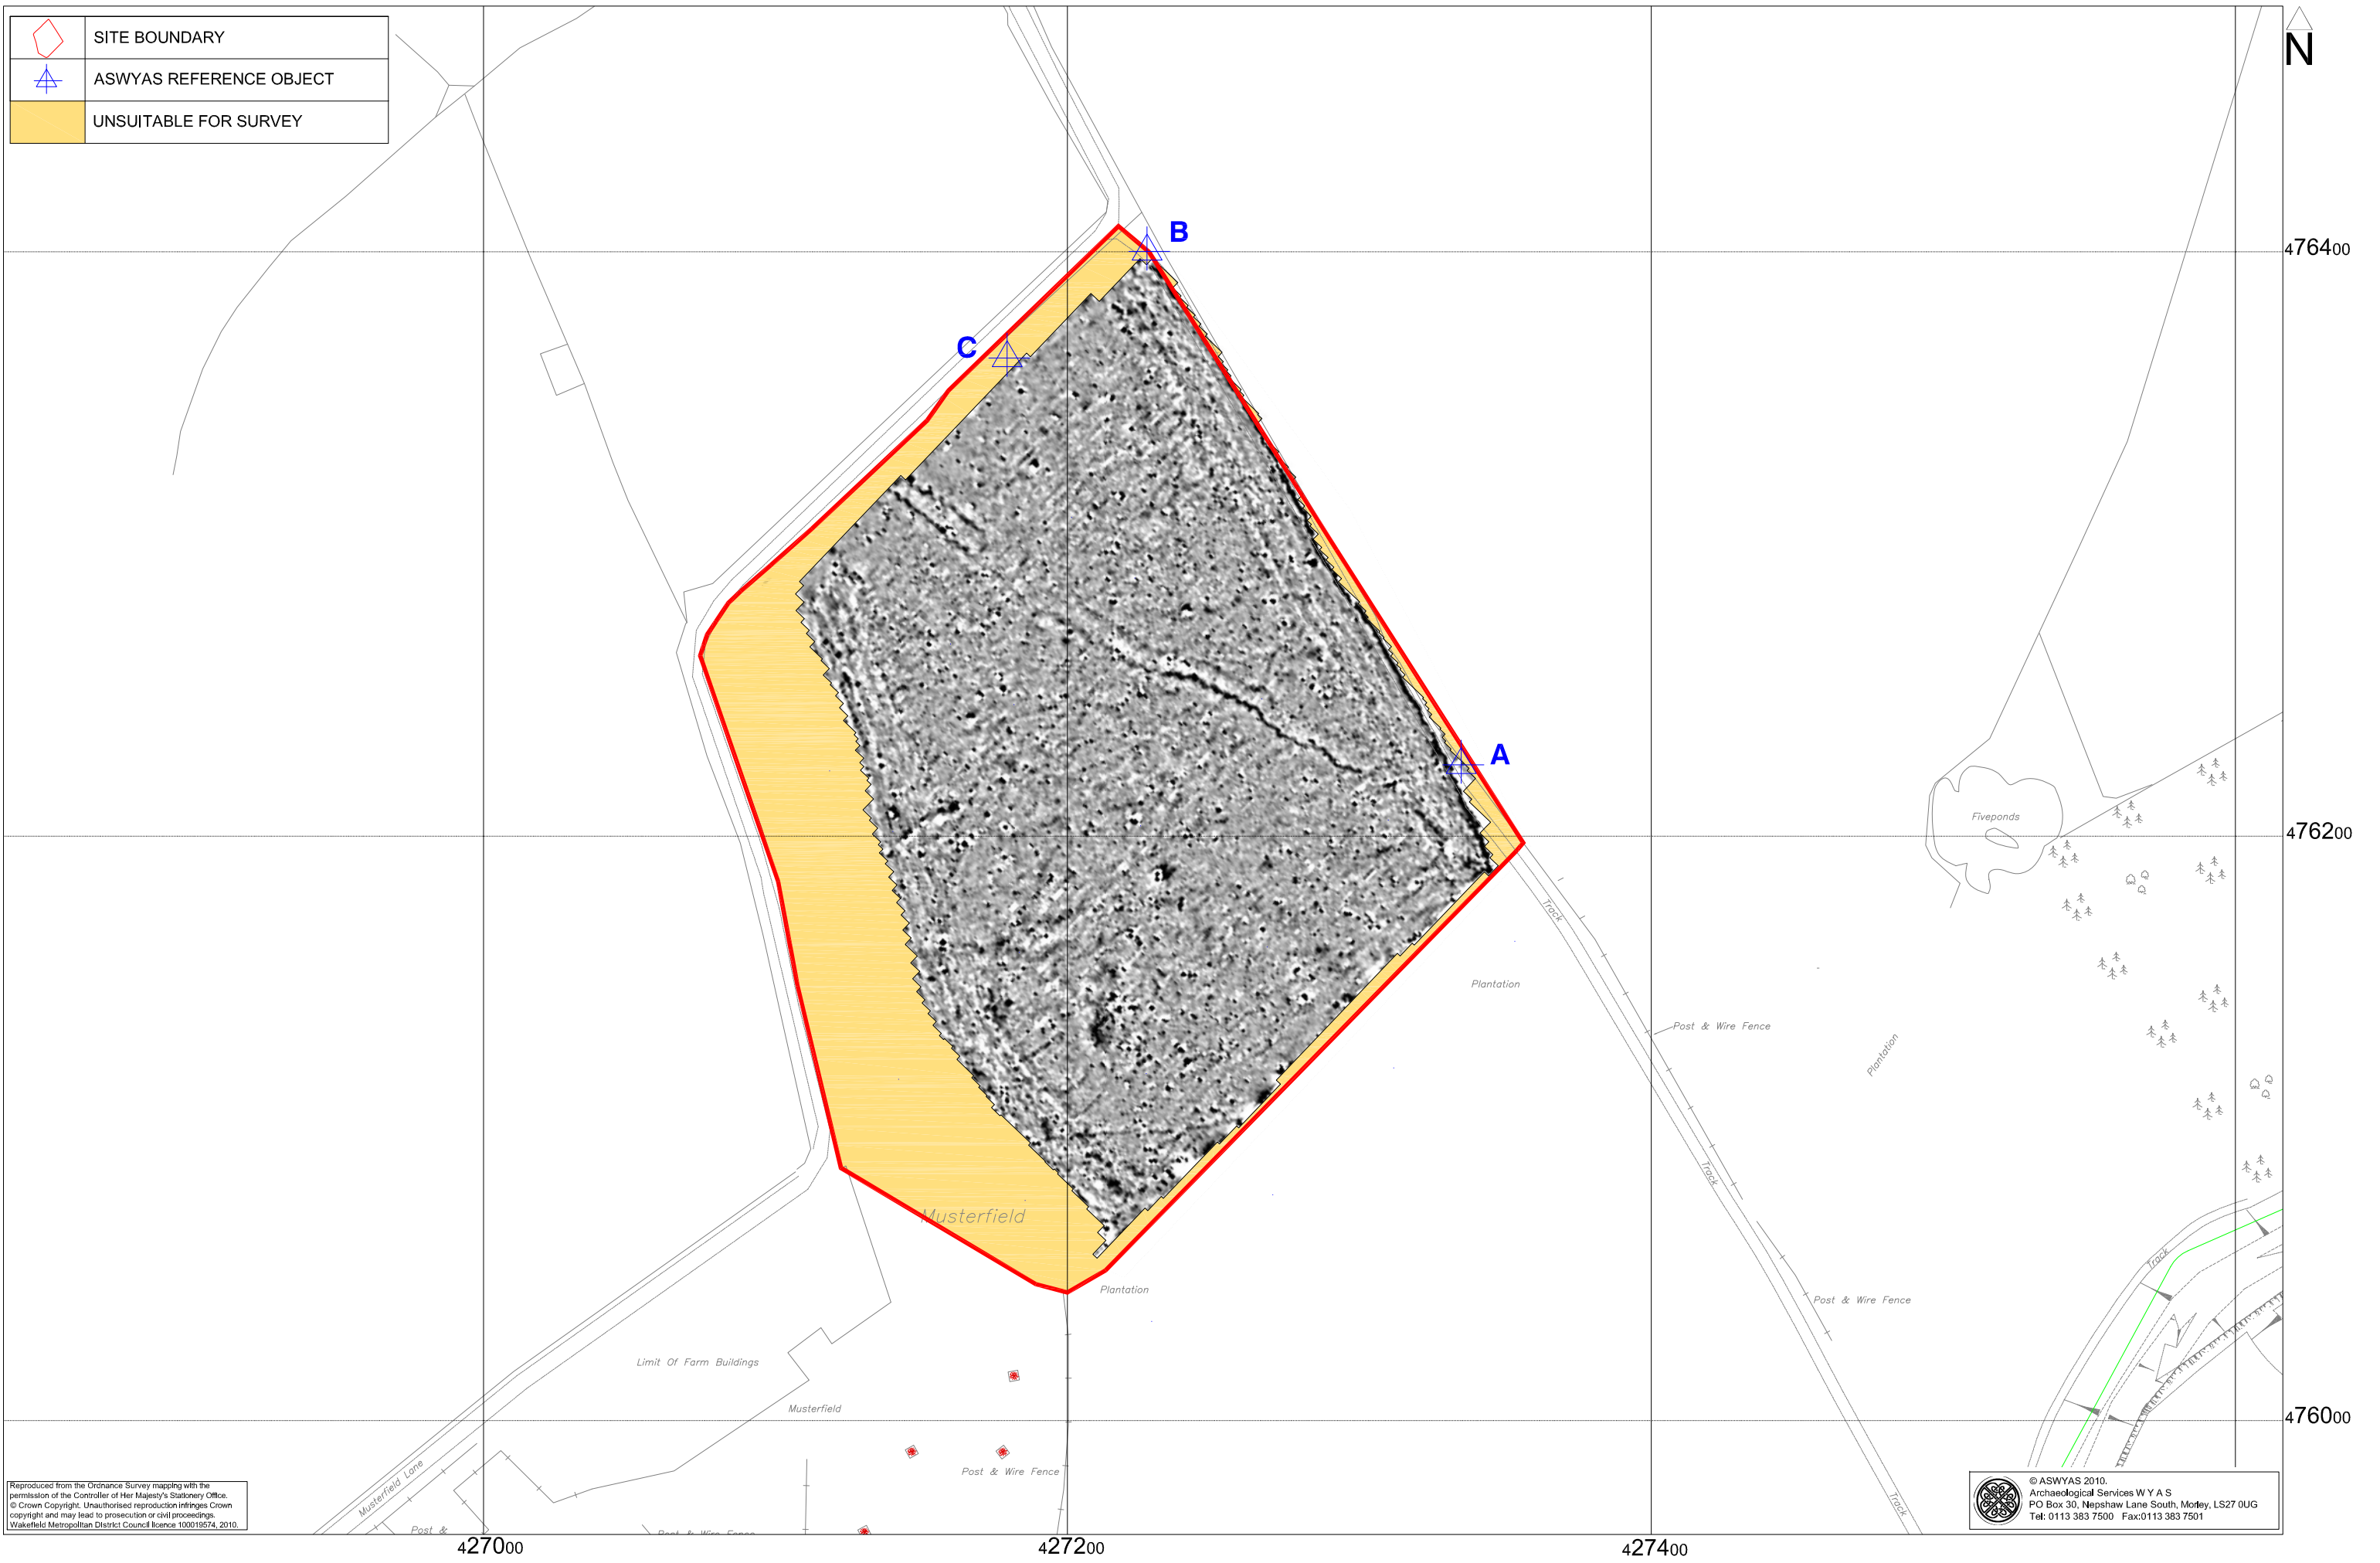 SITE BOUNDARY
ASWYAS REFERENCE OBJECT
UNSUITABLE FOR SURVEY
N
B
476400
C
A
Fiveponds
476200
Track
Plantation
Post & Wire Fence
Plantation
Musterfield
Track
Plantation
Track
Post & Wire Fence
Limit Of Farm Buildings
Musterfield
476000
Post & Wire Fence
Musterfield Lane
Track
Post &
Post & Wire Fence
Reproduced from the Ordnance Survey mapping with the
permission of the Controller of Her Majesty's Stationery Office.
© Crown Copyright. Unauthorised reproduction infringes Crown
copyright and may lead to prosecution or civil proceedings.
Wakefield Metropolitan District Council licence 100019574, 2010.
© ASWYAS 2010.
Archaeological Services W Y A S
PO Box 30, Nepshaw Lane South, Morley, LS27 0UG
Tel: 0113 383 7500 Fax:0113 383 7501
427000
427200
427400